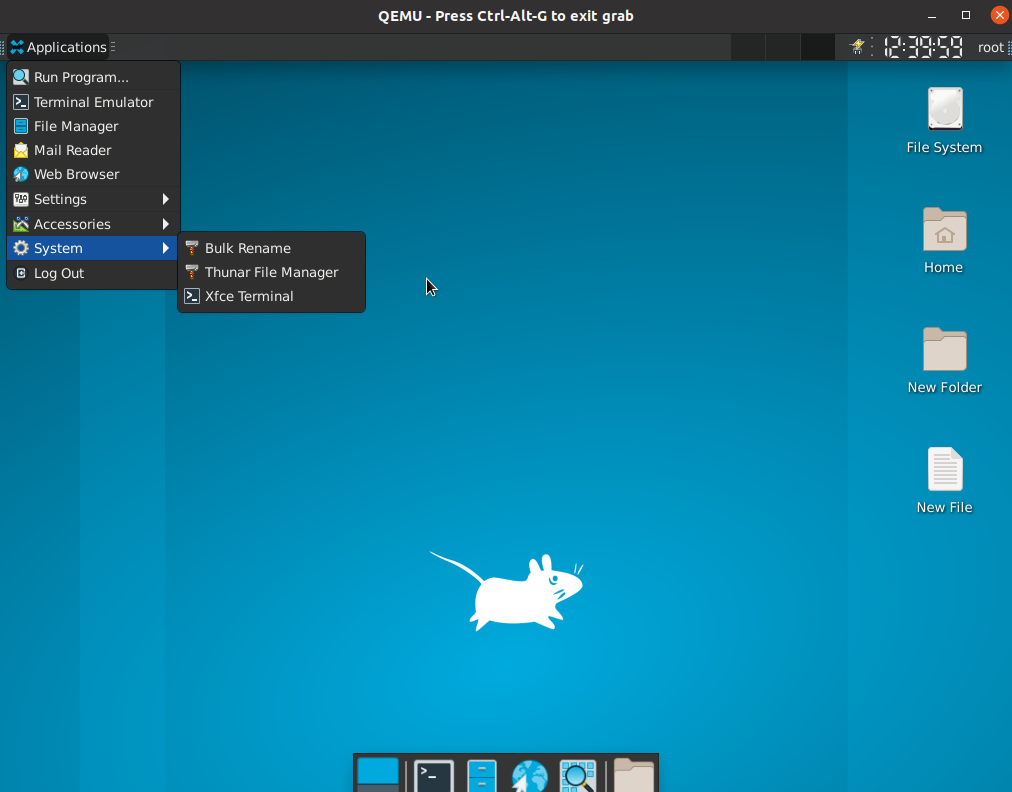 QEMU - Press Ctrl-Alt-G to exit grab
Applications
12:39:59
root
Run Program...
Terminal Emulator
File Manager
Mail Reader
Web Browser
Settings
Accessories
System
Log Out
Bulk Rename
Thunar File Manager
Xfce Terminal
File System
Home
New Folder
New File